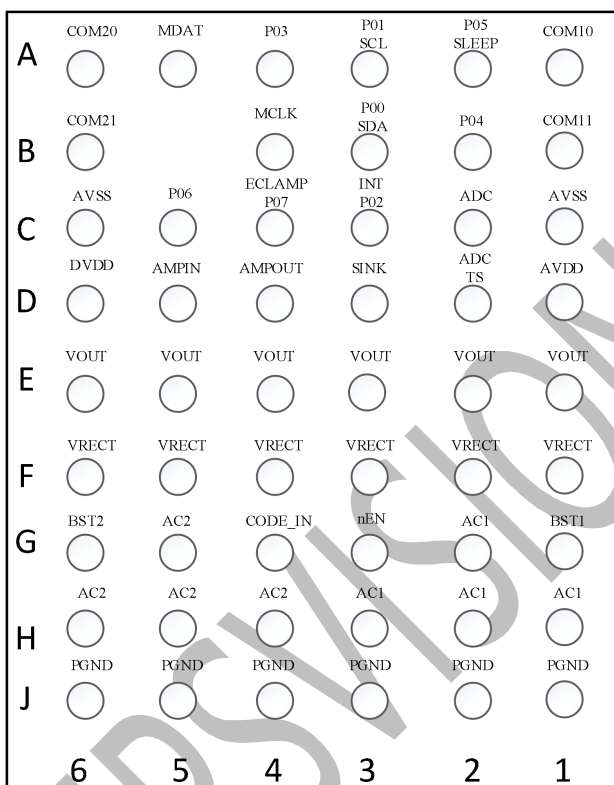 COM20 MDAT P03 P01 P05 COM10
SCL SLEEP
A
COM21 MCLK P00 P04 COM11
SDA
B
AVSS P06 ECLAMP INT ADC AVSS
P07 P02
C
DVDD AMPIN AMPOUT SINK ADC AVDD
TS
D
VOUT VOUT VOUT VOUT VOUT VOUT
E
VRECT VRECT VRECT VRECT VRECT VRECT
F
BST2 AC2 CODE_IN nEN AC1 BST1
G
AC2 AC2 AC2 AC1 AC1 AC1
H
PGND PGND PGND PGND PGND PGND
J
6 5 4 3 2 1